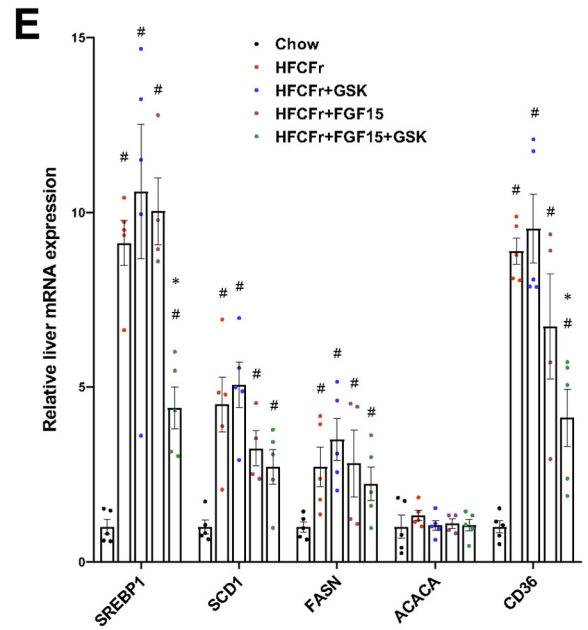 E
15
10
5
0
Relative liver mRNA expression
Chow
HFCFr
HFCFr+GSK
HFCFr+FGF15
HFCFr+FGF15+GSK
# # # * #
# # # #
# # # #
# # # * #
SREBP1
SCD1
FASN
ACACA
CD36